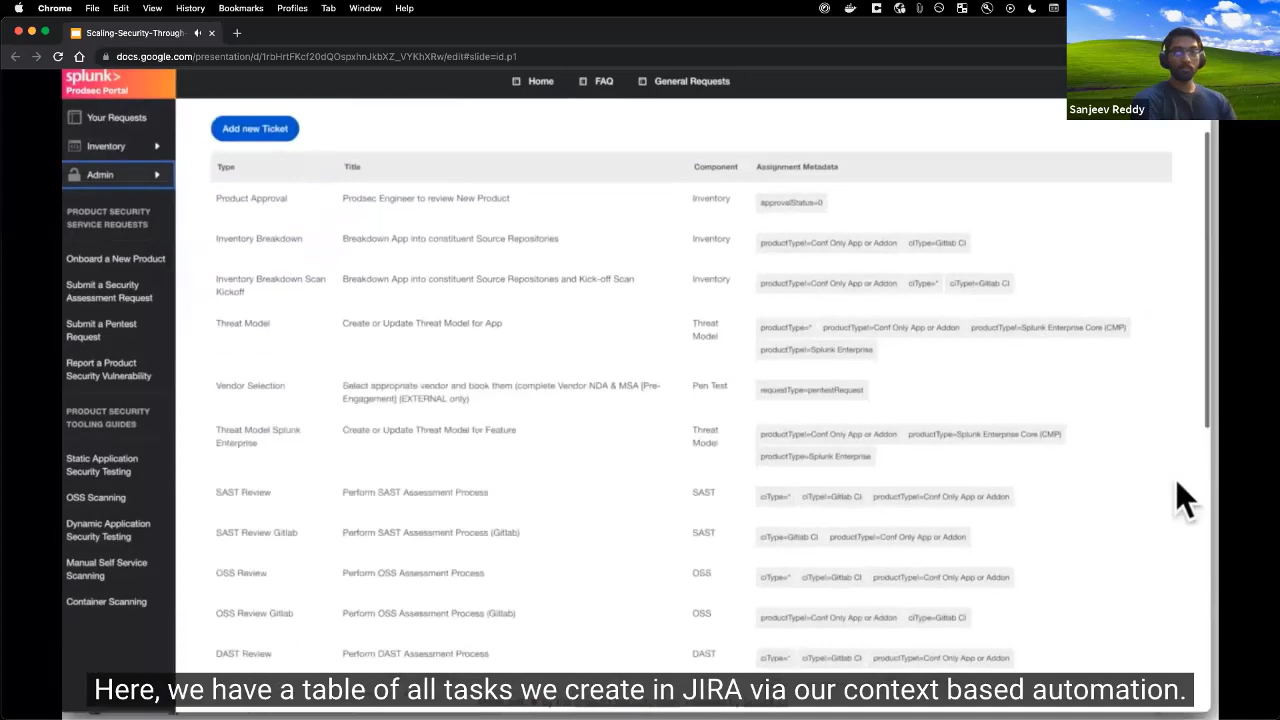 Chrome File Edit View History Bookmarks Profiles Tab Window Help
Scaling-Security-Through-
docs.google.com/presentation/d/1rbHrtFKcf20dQOspxhnJkbXZ_VYKhXRw/edit#slide=id.p1
Sanjeev Reddy
splunk>
Prodsec Portal
Home FAQ General Requests
Your Requests
Inventory
Admin
PRODUCT SECURITY
SERVICE REQUESTS
Onboard a New Product
Submit a Security
Assessment Request
Submit a Pentest
Request
Report a Product
Security Vulnerability
PRODUCT SECURITY
TOOLING GUIDES
Static Application
Security Testing
OSS Scanning
Dynamic Application
Security Testing
Manual Self Service
Scanning
Container Scanning
Add new Ticket
Type Title Component Assignment Metadata
Product Approval Prodsec Engineer to review New Product Inventory approvalStatus=0
Inventory Breakdown Breakdown App into constituent Source Repositories Inventory productType!=Conf Only App or Addon ciType=Gitlab CI
Inventory Breakdown Scan Kickoff Breakdown App into constituent Source Repositories and Kick-off Scan Inventory productType!=Conf Only App or Addon ciType=* ciType!=Gitlab CI
Threat Model Create or Update Threat Model for App Threat Model productType=* productType!=Conf Only App or Addon productType!=Splunk Enterprise Core (CMP)
productType!=Splunk Enterprise
Vendor Selection Select appropriate vendor and book them (complete Vendor NDA & MSA [Pre-
Engagement] (EXTERNAL only) Pen Test requestType=pentestRequest
Threat Model Splunk Enterprise Create or Update Threat Model for Feature Threat Model productType!=Conf Only App or Addon productType=Splunk Enterprise Core (CMP)
productType=Splunk Enterprise
SAST Review Perform SAST Assessment Process SAST ciType=* ciType!=Gitlab CI productType!=Conf Only App or Addon
SAST Review Gitlab Perform SAST Assessment Process (Gitlab) SAST ciType=Gitlab CI productType!=Conf Only App or Addon
OSS Review Perform OSS Assessment Process OSS ciType=* ciType!=Gitlab CI productType!=Conf Only App or Addon
OSS Review Gitlab Perform OSS Assessment Process (Gitlab) OSS productType!=Conf Only App or Addon ciType=Gitlab CI
DAST Review Perform DAST Assessment Process DAST ciType=* ciType!=Gitlab CI productType!=Conf Only App or Addon
Here, we have a table of all tasks we create in JIRA via our context based automation.